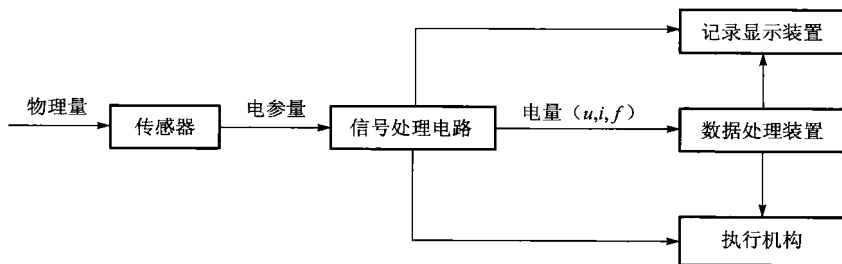 记录显示装置
物理量
传感器
电参量
信号处理电路
电量（u,i,f）
数据处理装置
执行机构